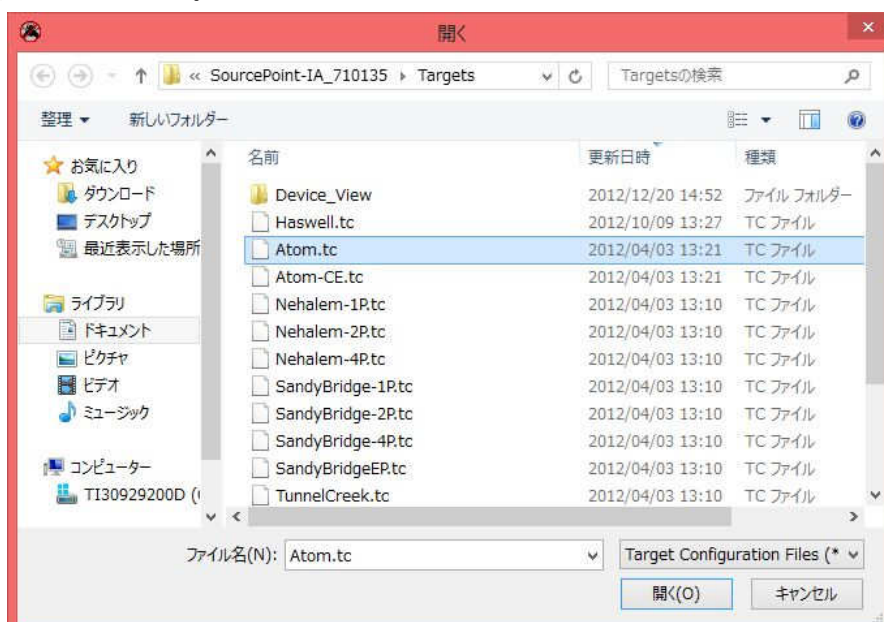 開く
« SourcePoint-IA_710135 ▸ Targets
Targetsの検索
整理 ▼ 新しいフォルダー
お気に入り
ダウンロード
デスクトップ
最近表示した場所
ライブラリ
ドキュメント
ピクチャ
ビデオ
ミュージック
コンピューター
TI30929200D (
名前 更新日時 種類
Device_View 2012/12/20 14:52 ファイル フォルダー
Haswell.tc 2012/10/09 13:27 TC ファイル
Atom.tc 2012/04/03 13:21 TC ファイル
Atom-CE.tc 2012/04/03 13:21 TC ファイル
Nehalem-1P.tc 2012/04/03 13:10 TC ファイル
Nehalem-2P.tc 2012/04/03 13:10 TC ファイル
Nehalem-4P.tc 2012/04/03 13:10 TC ファイル
SandyBridge-1P.tc 2012/04/03 13:10 TC ファイル
SandyBridge-2P.tc 2012/04/03 13:10 TC ファイル
SandyBridge-4P.tc 2012/04/03 13:10 TC ファイル
SandyBridgeEP.tc 2012/04/03 13:10 TC ファイル
TunnelCreek.tc 2012/04/03 13:10 TC ファイル
ファイル名(N): Atom.tc
Target Configuration Files (*
開く(O) キャンセル